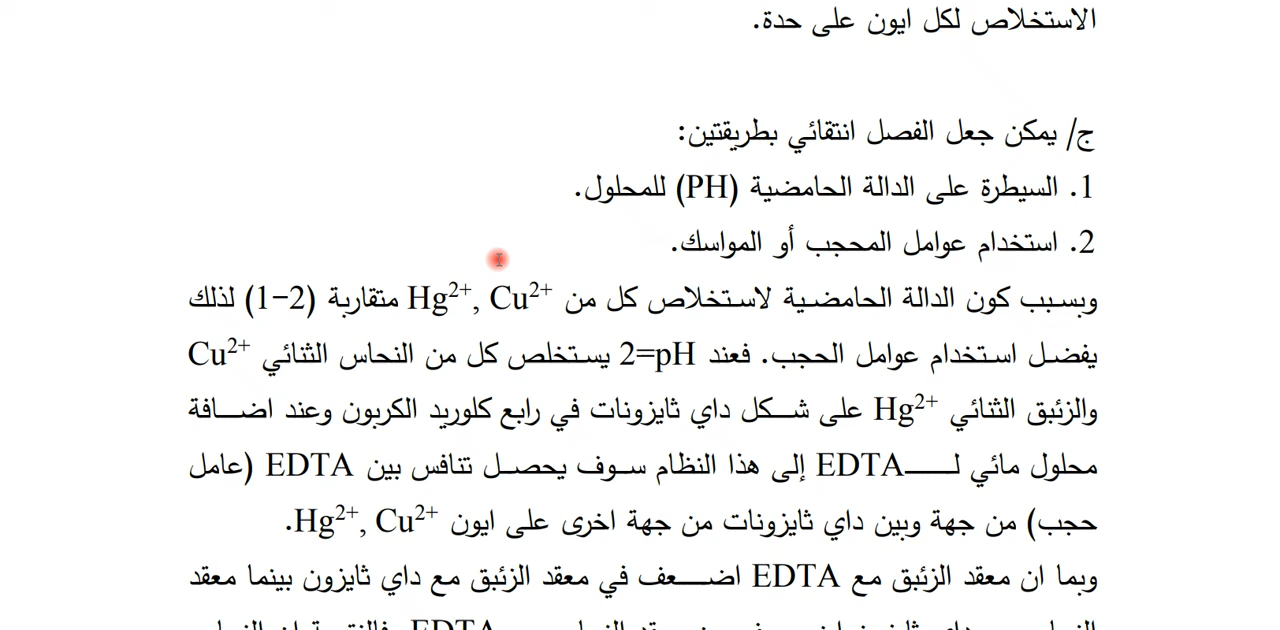 الاستخلاص لكل ايون على حدة.
ج/ يمكن جعل الفصل انتقائي بطريقتين:
1. السيطرة على الدالة الحامضية (PH) للمحلول.
2. استخدام عوامل المحجب أو المواسك.
وبسبب كون الدالة الحامضية لاستخلاص كل من Hg²⁺, Cu²⁺ متقاربة (2-1) لذلك
يفضل استخدام عوامل الحجب. فعند pH=2 يستخلص كل من النحاس الثنائي Cu²⁺
والزئبق الثنائي Hg²⁺ على شكل داي ثايزونات في رابع كلوريد الكربون وعند اضافة
محلول مائي لـEDTA إلى هذا النظام سوف يحصل تنافس بين EDTA (عامل
حجب) من جهة وبين داي ثايزونات من جهة اخرى على ايون Hg²⁺, Cu²⁺.
وبما ان معقد الزئبق مع EDTA اضعف في معقد الزئبق مع داي ثايزون بينما معقد